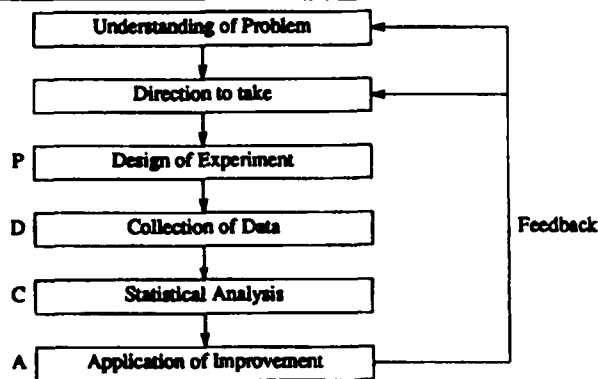 Understanding of Problem
Direction to take
P Design of Experiment
D Collection of Data
Feedback
C Statistical Analysis
A Application of Improvement